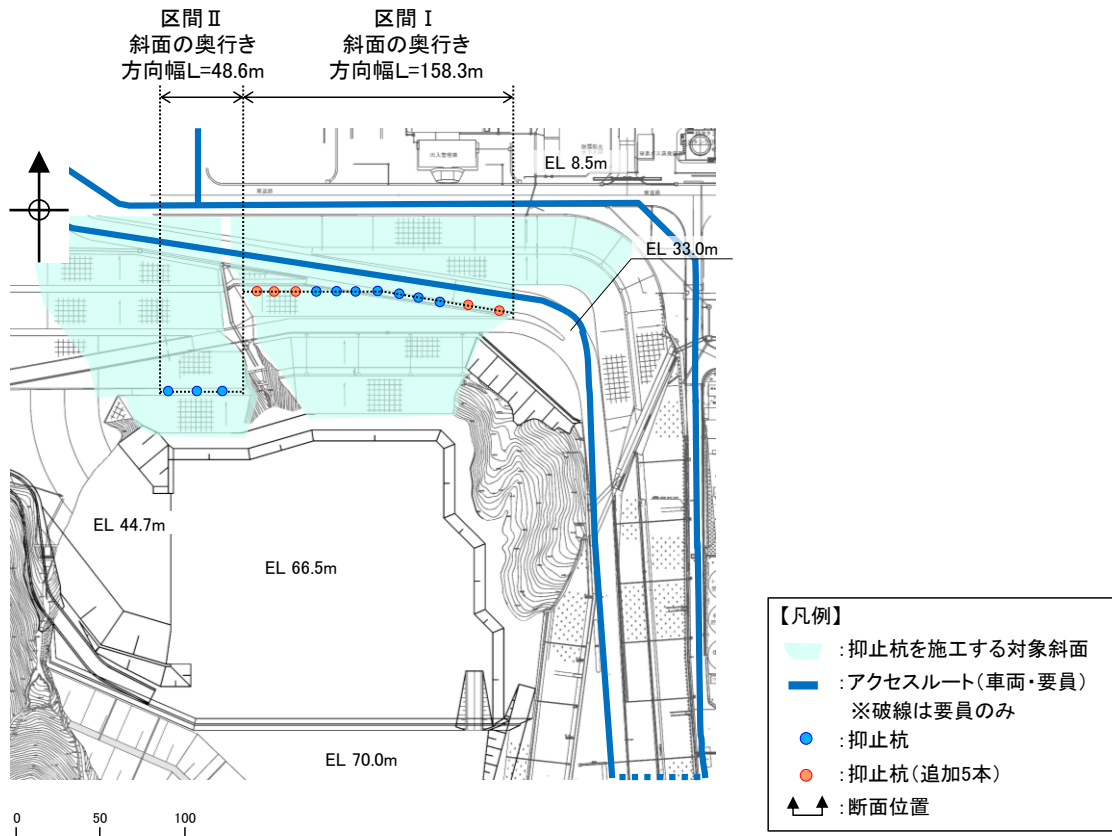 区間Ⅱ
斜面の奥行き
方向幅L=48.6m
区間Ⅰ
斜面の奥行き
方向幅L=158.3m
出入管理棟
EL 8.5m
EL 33.0m
EL 44.7m
EL 66.5m
EL 70.0m
0 50 100
【凡例】
:抑止杭を施工する対象斜面
:アクセスルート(車両・要員)
※破線は要員のみ
:抑止杭
:抑止杭(追加5本)
:断面位置